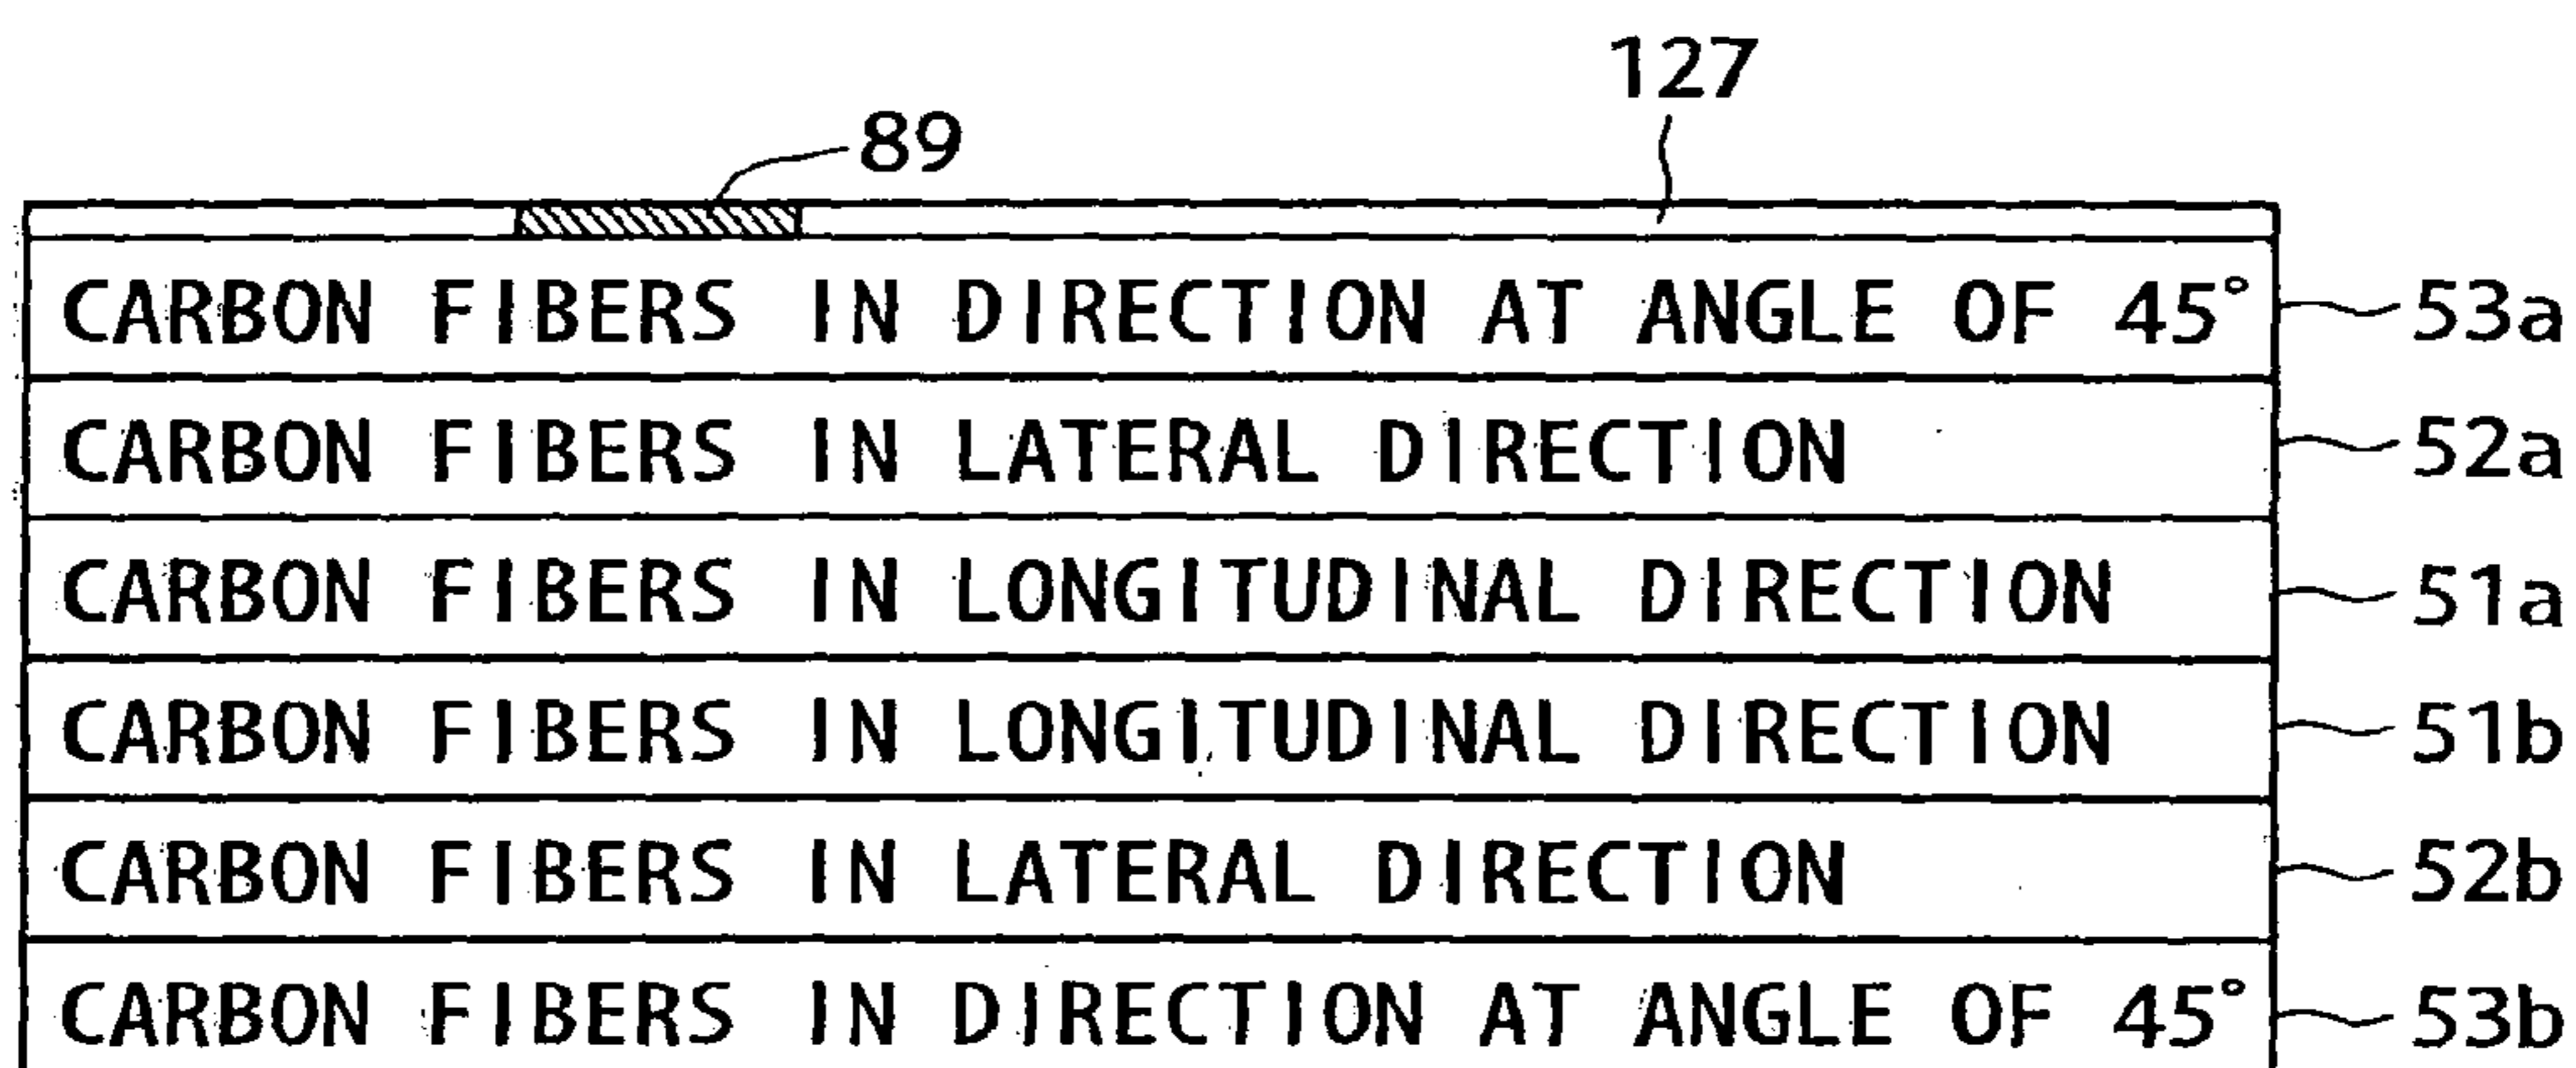 127
89
CARBON FIBERS IN DIRECTION AT ANGLE OF 45° 53a
CARBON FIBERS IN LATERAL DIRECTION 52a
CARBON FIBERS IN LONGITUDINAL DIRECTION 51a
CARBON FIBERS IN LONGITUDINAL DIRECTION 51b
CARBON FIBERS IN LATERAL DIRECTION 52b
CARBON FIBERS IN DIRECTION AT ANGLE OF 45° 53b